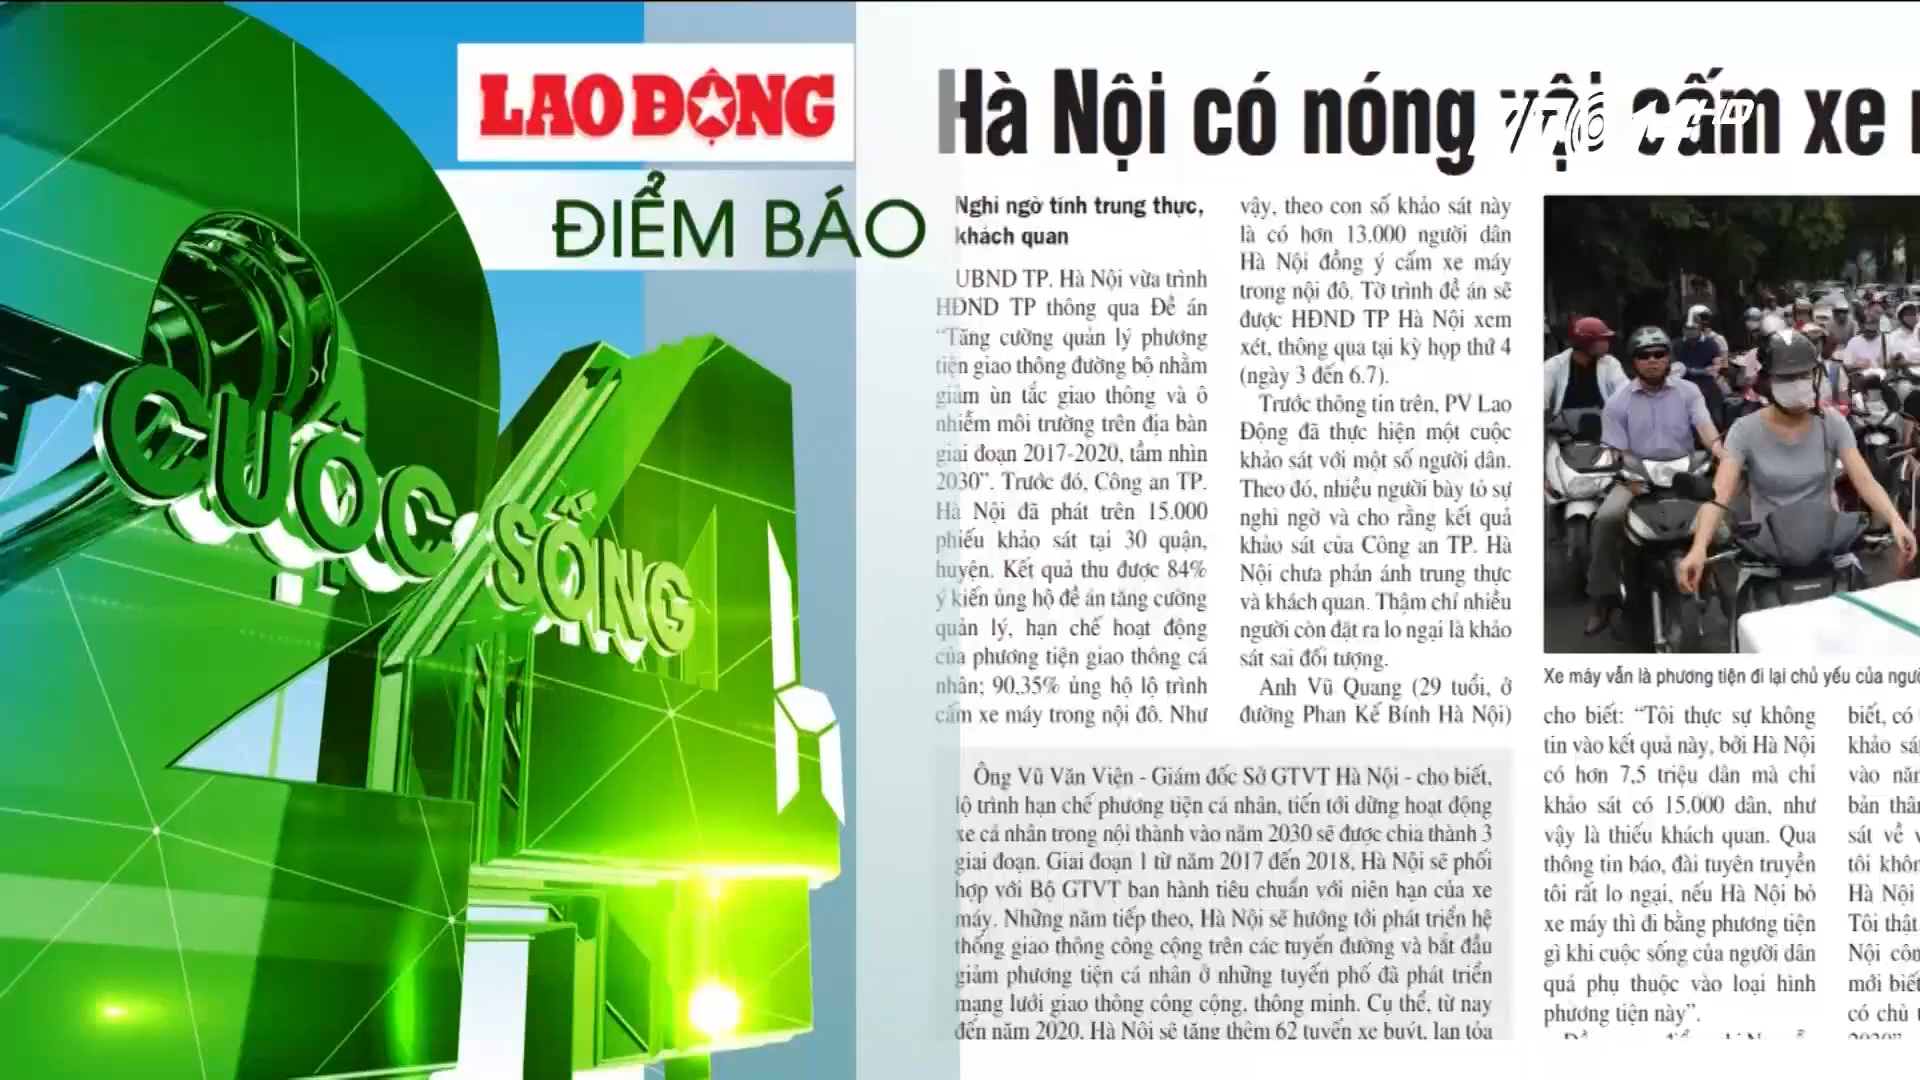 LAO ĐỘNG
ĐIỂM BÁO
CUỘC SỐNG
24h
VTC14 HD
Hà Nội có nóng vội cấm xe
Nghi ngờ tính trung thực,
khách quan
UBND TP. Hà Nội vừa trình
HĐND TP thông qua Đề án
“Tăng cường quản lý phương
tiện giao thông đường bộ nhằm
giảm ùn tắc giao thông và ô
nhiễm môi trường trên địa bàn
giai đoạn 2017-2020, tầm nhìn
2030”. Trước đó, Công an TP.
Hà Nội đã phát trên 15.000
phiếu khảo sát tại 30 quận,
huyện. Kết quả thu được 84%
ý kiến ủng hộ đề án tăng cường
quản lý, hạn chế hoạt động
của phương tiện giao thông cá
nhân; 90,35% ủng hộ lộ trình
cấm xe máy trong nội đô. Như
vậy, theo con số khảo sát này
là có hơn 13.000 người dân
Hà Nội đồng ý cấm xe máy
trong nội đô. Tờ trình đề án sẽ
được HĐND TP Hà Nội xem
xét, thông qua tại kỳ họp thứ 4
(ngày 3 đến 6.7).
Trước thông tin trên, PV Lao
Động đã thực hiện một cuộc
khảo sát với một số người dân.
Theo đó, nhiều người bày tỏ sự
nghi ngờ và cho rằng kết quả
khảo sát của Công an TP. Hà
Nội chưa phản ánh trung thực
và khách quan. Thậm chí nhiều
người còn đặt ra lo ngại là khảo
sát sai đối tượng.
Anh Vũ Quang (29 tuổi, ở
đường Phan Kế Bính Hà Nội)
Xe máy vẫn là phương tiện đi lại chủ yếu của
cho biết: “Tôi thực sự không
tin vào kết quả này, bởi Hà Nội
có hơn 7,5 triệu dân mà chỉ
khảo sát có 15.000 dân, như
vậy là thiếu khách quan. Qua
thông tin báo, đài tuyên truyền
tôi rất lo ngại, nếu Hà Nội bỏ
xe máy thì đi bằng phương tiện
gì khi cuộc sống của người dân
quá phụ thuộc vào loại hình
phương tiện này”.
biết, có
khảo
vào
bản
sát về
tôi
Hà Nội
Tôi thật
Nội
mới biết
có chủ
Ông Vũ Văn Viện - Giám đốc Sở GTVT Hà Nội - cho biết,
lộ trình hạn chế phương tiện cá nhân, tiến tới dừng hoạt động
xe cá nhân trong nội thành vào năm 2030 sẽ được chia thành 3
giai đoạn. Giai đoạn 1 từ năm 2017 đến 2018, Hà Nội sẽ phối
hợp với Bộ GTVT ban hành tiêu chuẩn với niên hạn của xe
máy. Những năm tiếp theo, Hà Nội sẽ hướng tới phát triển hệ
thống giao thông công cộng trên các tuyến đường và bắt đầu
giảm phương tiện cá nhân ở những tuyến phố đã phát triển
mạng lưới giao thông công cộng, thông minh. Cụ thể, từ nay
đến năm 2020, Hà Nội sẽ tăng thêm 62 tuyến xe buýt, lan tỏa